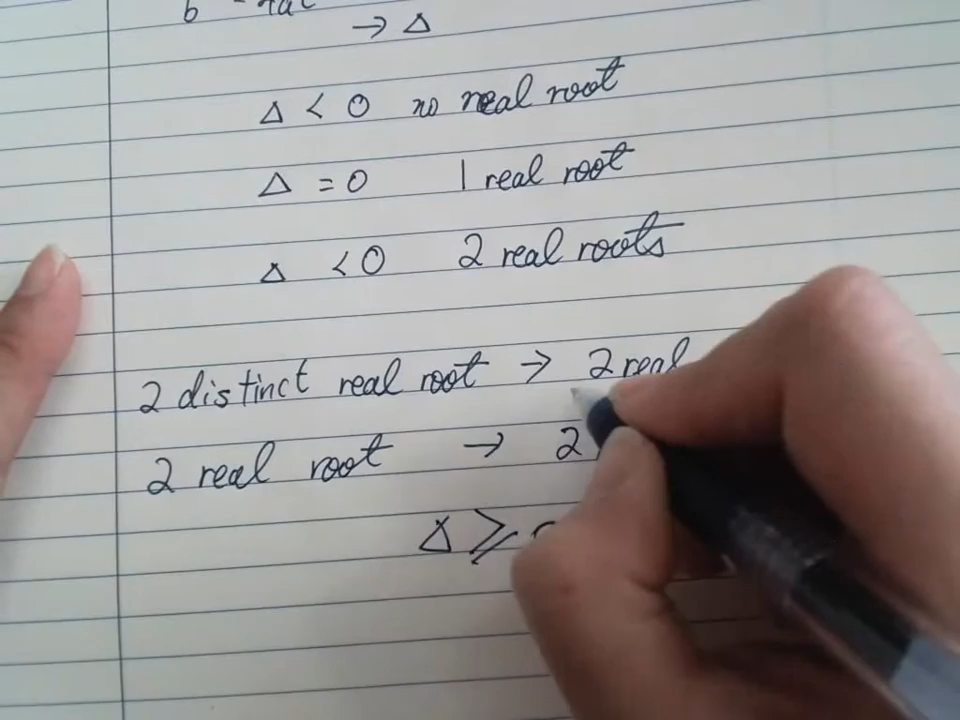 b - 4ac
→ Δ
Δ < 0 no real root
Δ = 0 1 real root
Δ < 0 2 real roots
2 distinct real root → 2 real
2 real root → 2
Δ ⩾